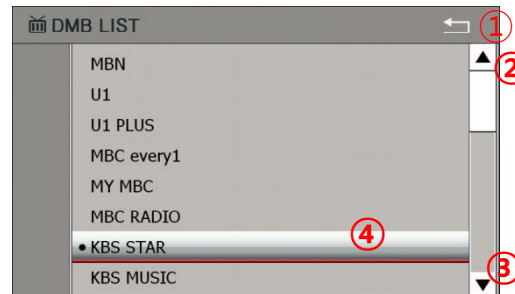 DMB LIST ①
②
MBN
U1
U1 PLUS
MBC every1
MY MBC
MBC RADIO
• KBS STAR ④
KBS MUSIC ③